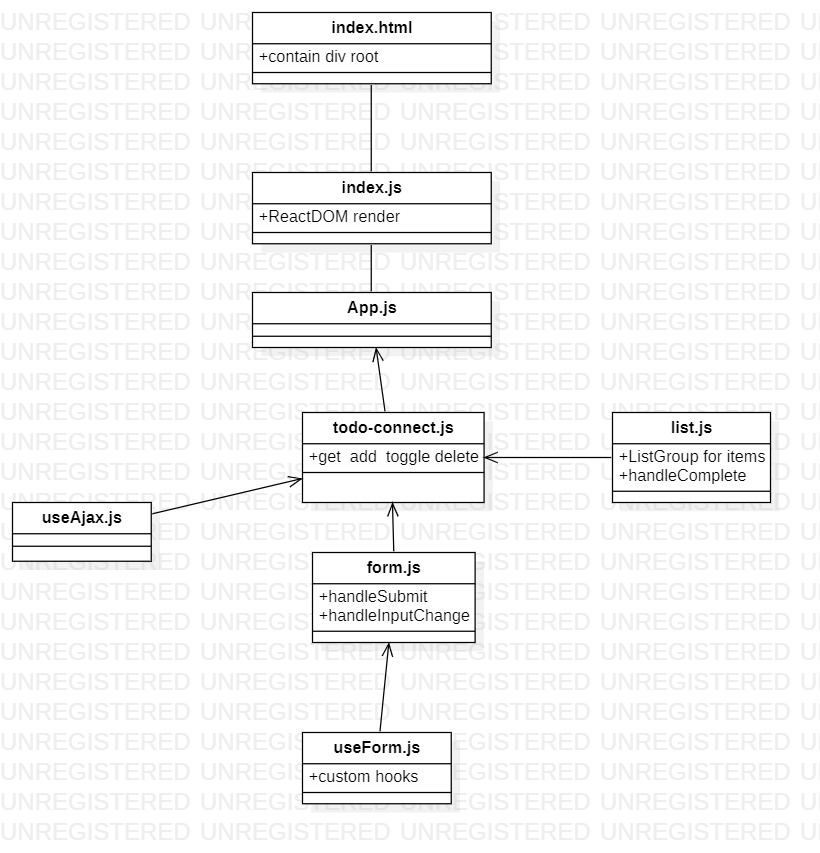 index.html
+contain div root
index.js
+ReactDOM render
App.js
todo-connect.js
+get  add  toggle delete
list.js
+ListGroup for items
+handleComplete
useAjax.js
form.js
+handleSubmit
+handleInputChange
useForm.js
+custom hooks
UNREGISTERED